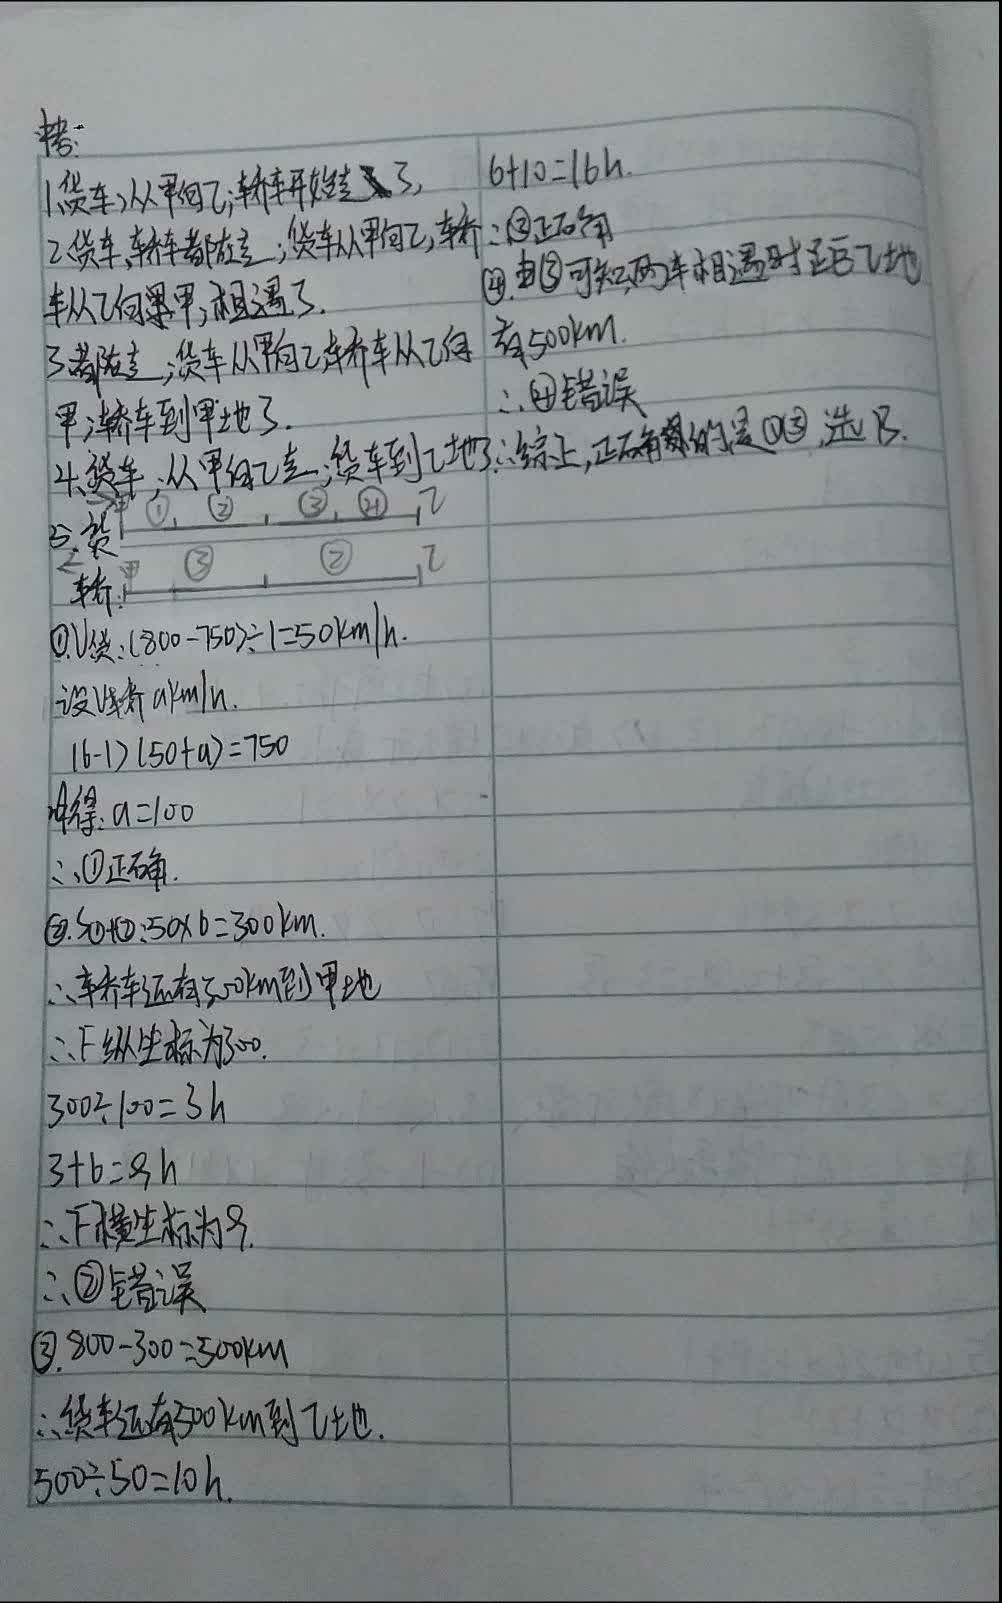 1.货车;从甲向乙;轿车开始走了,
2.货车、轿车都在走;货车从甲向乙,轿
车从乙向甲;相遇了.
3.都在走;货车从甲向乙轿车从乙向
甲;轿车到甲地了.
4.货车;从甲向乙走;货车到乙地了.
5.货 甲 ① ② ③ ④ 乙
轿: 甲 ③ ② 乙
①.V货:(800-750)÷1=50km/h.
设V轿 akm/h.
(6-1)(50+a)=750
解得:a=100
∴①正确.
②.S①+②:50×6=300km.
∴轿车还有300km到甲地
∴F纵坐标为300.
300÷100=3h
3+6=9h
∴F横坐标为9.
∴②错误
③.800-300=500km
∴货车还有500km到乙地.
500÷50=10h.
6+10=16h.
∴③正确
④.由③可知,两车相遇时距乙地
有500km.
∴④错误
∴综上,正确的是①③,选B.